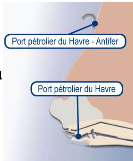 Port pétrolier du Havre - Antifer
Port pétrolier du Havre